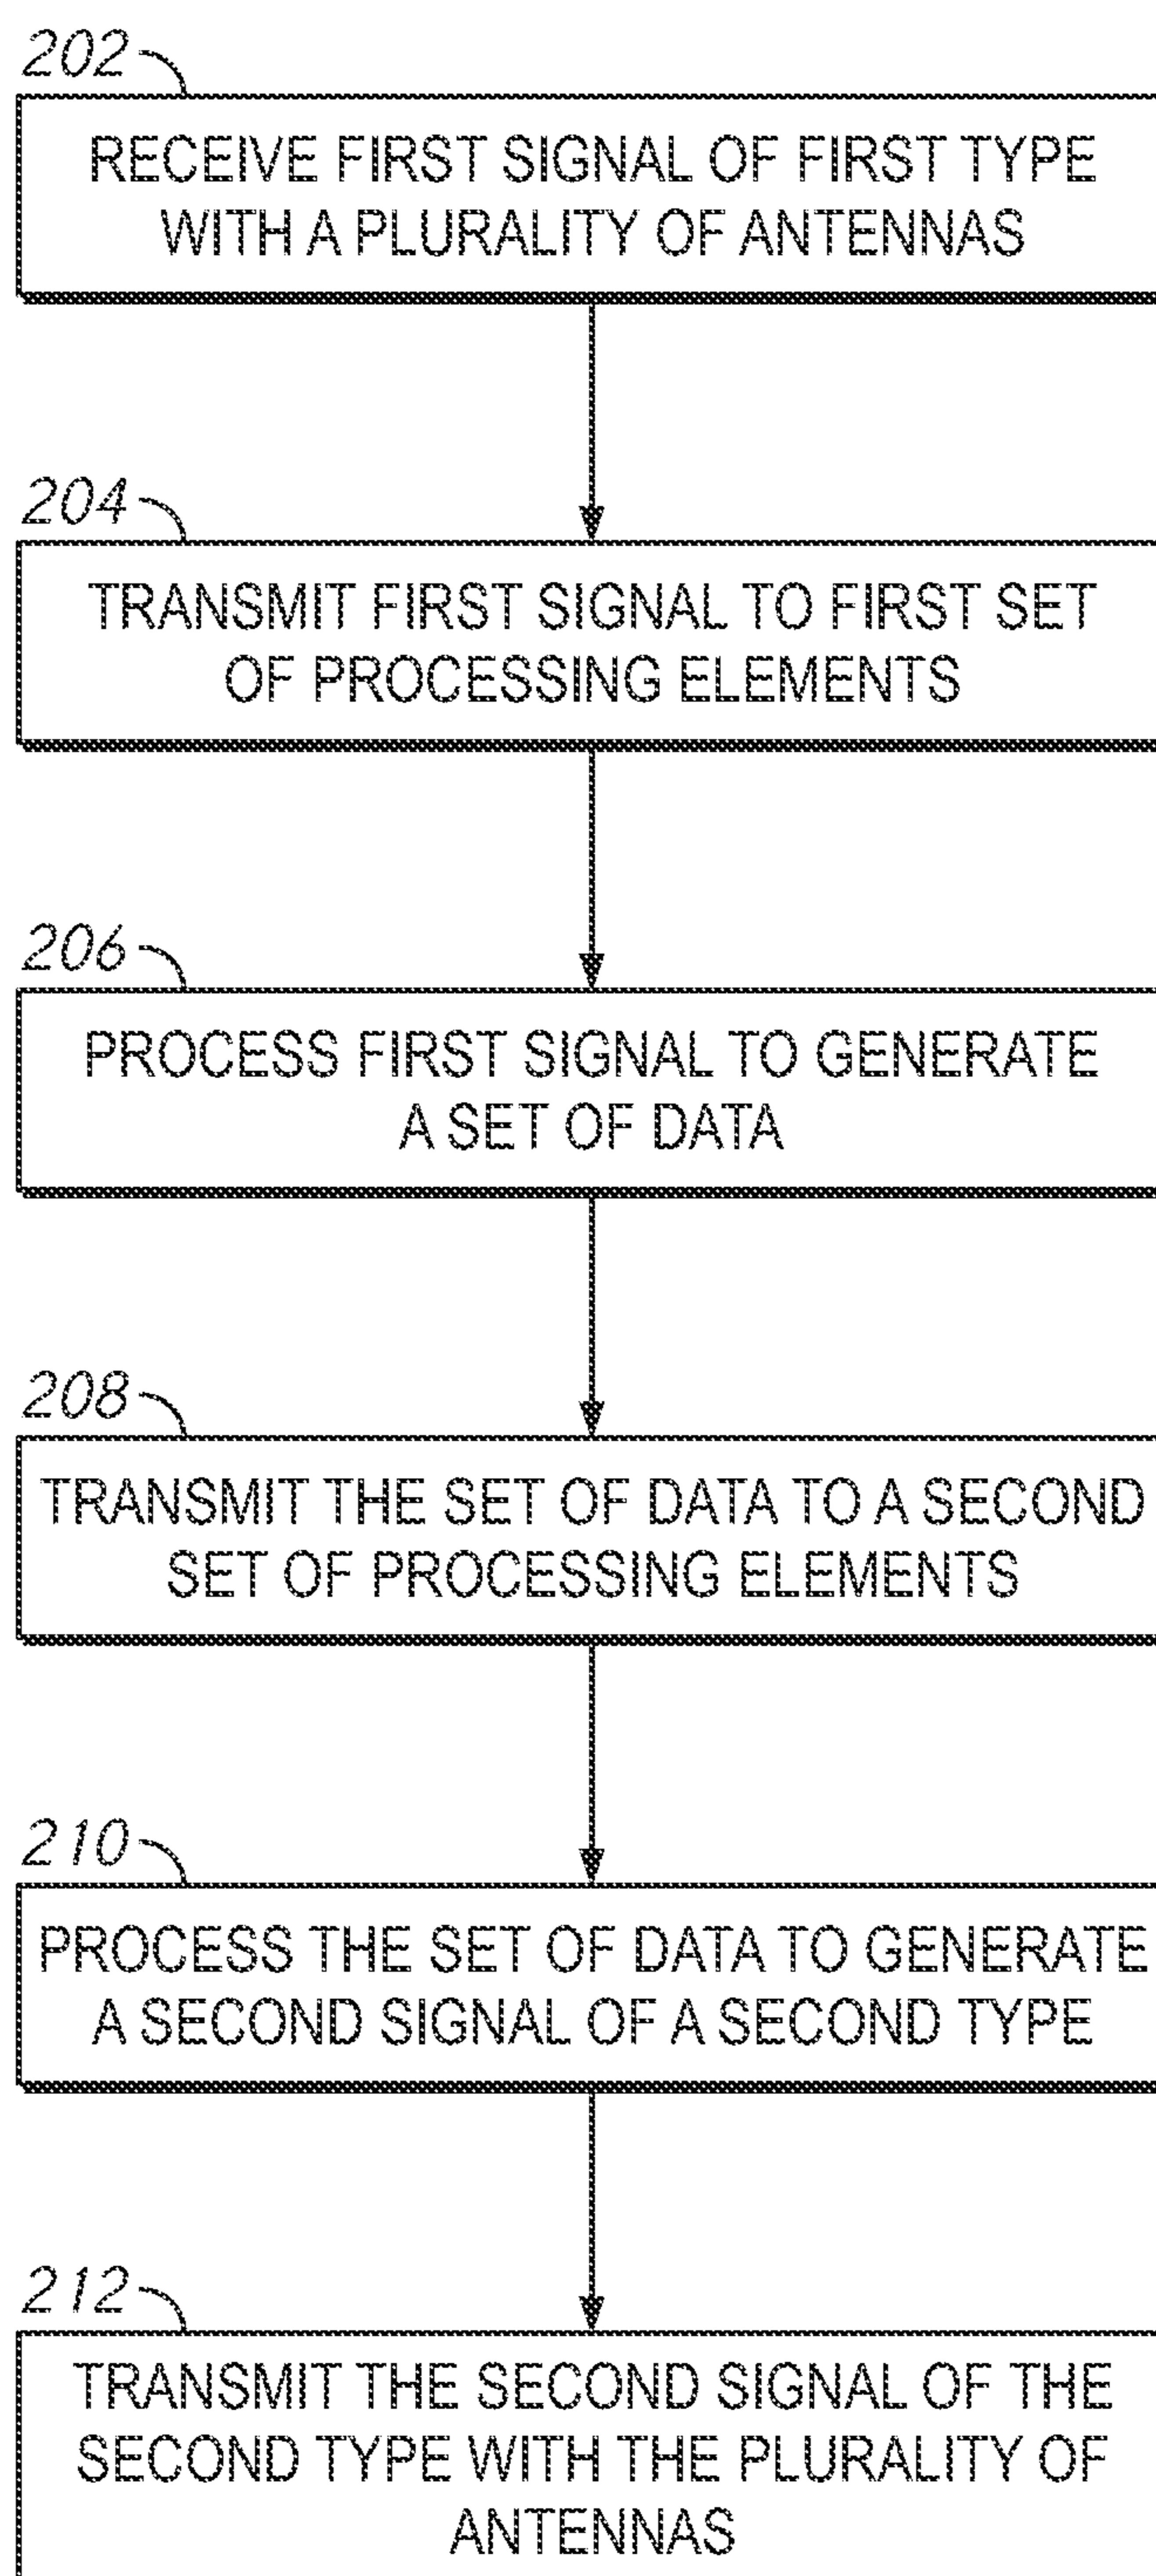 202
RECEIVE FIRST SIGNAL OF FIRST TYPE
WITH A PLURALITY OF ANTENNAS
204
TRANSMIT FIRST SIGNAL TO FIRST SET
OF PROCESSING ELEMENTS
206
PROCESS FIRST SIGNAL TO GENERATE
A SET OF DATA
208
TRANSMIT THE SET OF DATA TO A SECOND
SET OF PROCESSING ELEMENTS
210
PROCESS THE SET OF DATA TO GENERATE
A SECOND SIGNAL OF A SECOND TYPE
212
TRANSMIT THE SECOND SIGNAL OF THE
SECOND TYPE WITH THE PLURALITY OF
ANTENNAS